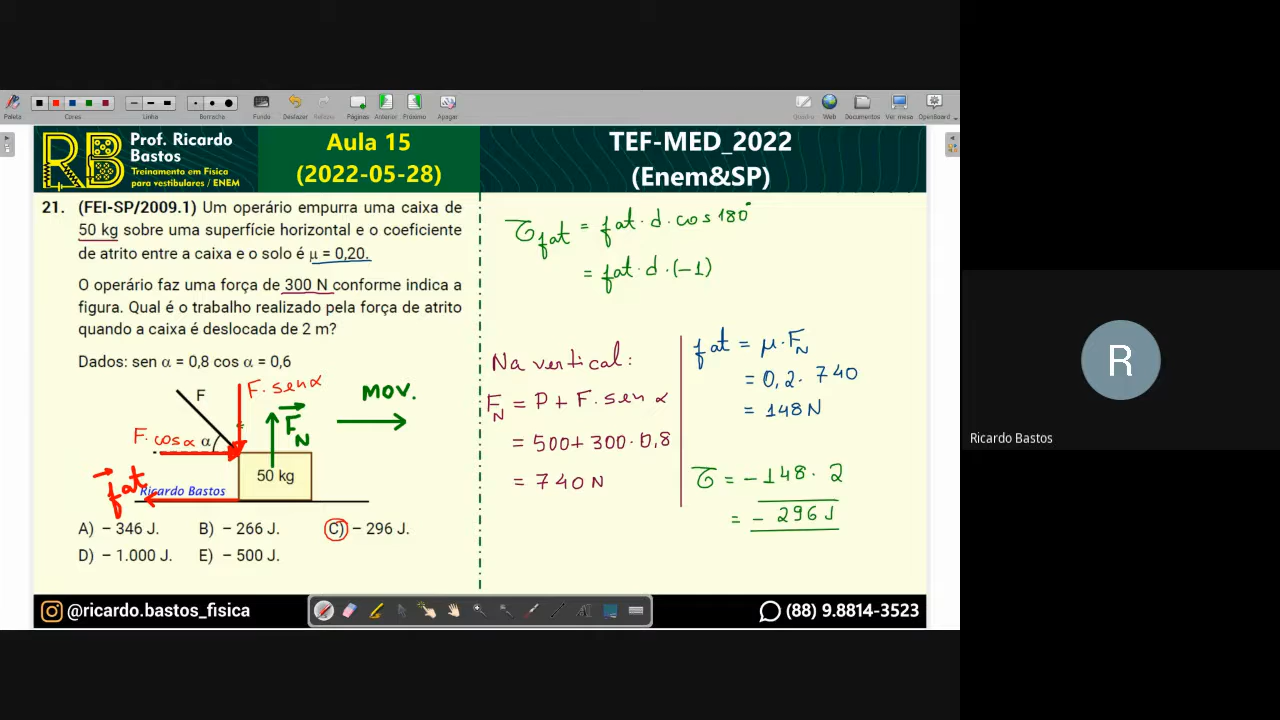 Paleta
Cores
Linha
Borracha
Fundo
Desfazer
Refazer
Páginas
Anterior
Próximo
Apagar
Quadro
Web
Documentos
Ver mesa
OpenBoard
RB
Prof. Ricardo
Bastos
Treinamento em Física
para vestibulares / ENEM
Aula 15
(2022-05-28)
TEF-MED_2022
(Enem&SP)
21. (FEI-SP/2009.1) Um operário empurra uma caixa de
50 kg sobre uma superfície horizontal e o coeficiente
de atrito entre a caixa e o solo é µ = 0,20.
O operário faz uma força de 300 N conforme indica a
figura. Qual é o trabalho realizado pela força de atrito
quando a caixa é deslocada de 2 m?
Dados: sen α = 0,8 cos α = 0,6
F
F. sen α
MOV.
F. cos α
α
F N
fat
50 kg
Ricardo Bastos
A) – 346 J. B) – 266 J. C) – 296 J.
D) – 1.000 J. E) – 500 J.
τ fat = fat · d · cos 180°
= fat · d · (-1)
Na vertical:
F N = P + F. sen α
= 500 + 300 · 0,8
= 740 N
fat = µ · F N
= 0,2 · 740
= 148 N
τ = - 148 · 2
= - 296 J
@ricardo.bastos_fisica
(88) 9.8814-3523
R
Ricardo Bastos